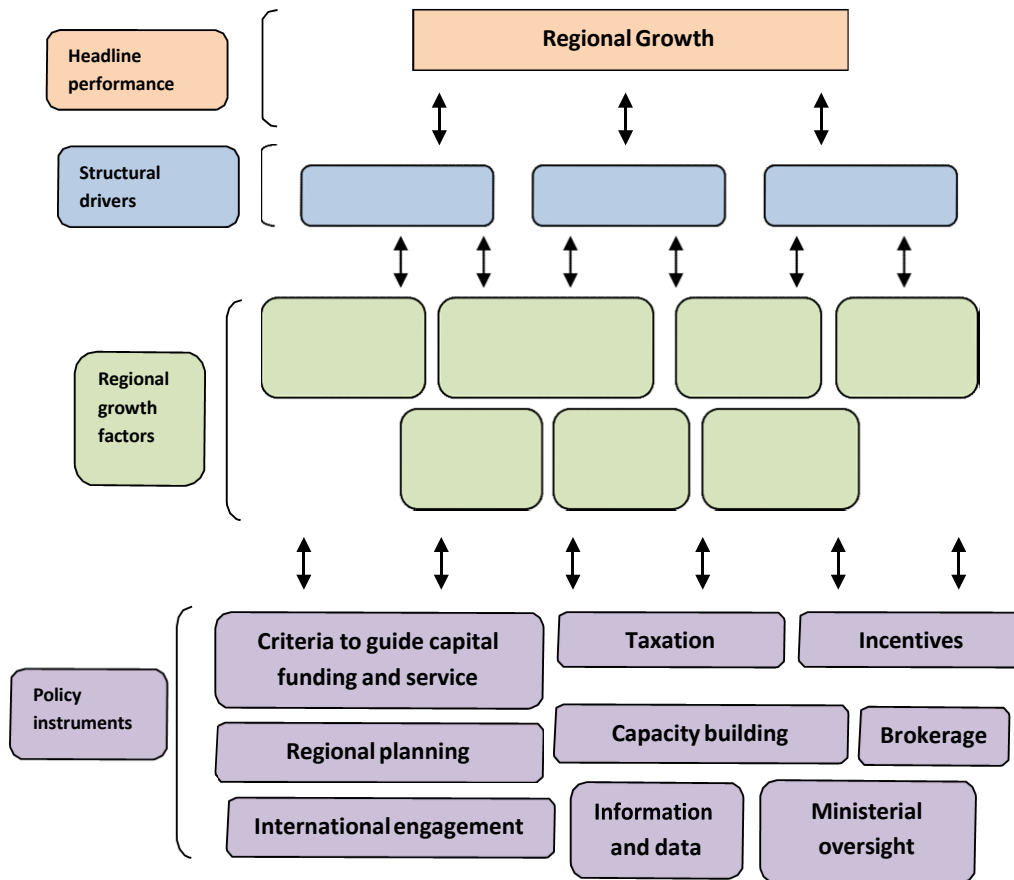 Regional Growth
Headline
performance
Structural
drivers
Regional
growth
factors
Criteria to guide capital
funding and service
Taxation
Incentives
Policy
instruments
Regional planning
Capacity building
Brokerage
International engagement
Information
and data
Ministerial
oversight